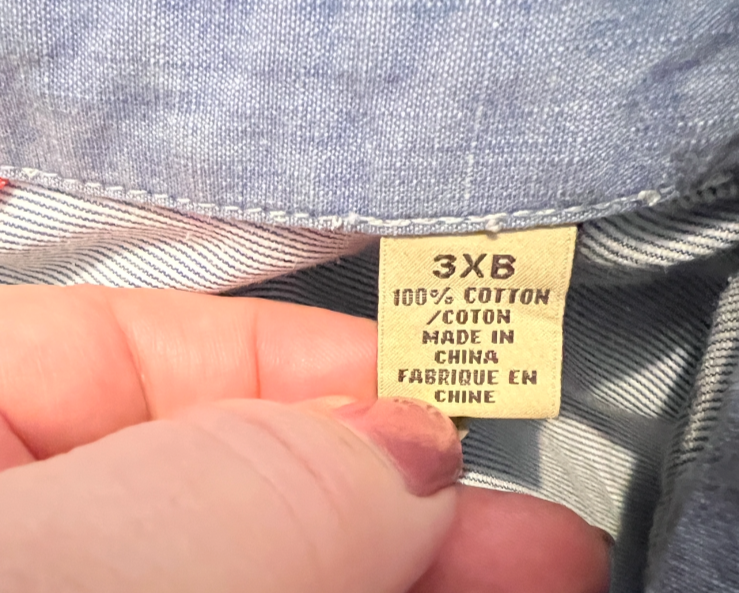 3XB
100% COTTON
/COTON
MADE IN
CHINA
FABRIQUE EN
CHINE